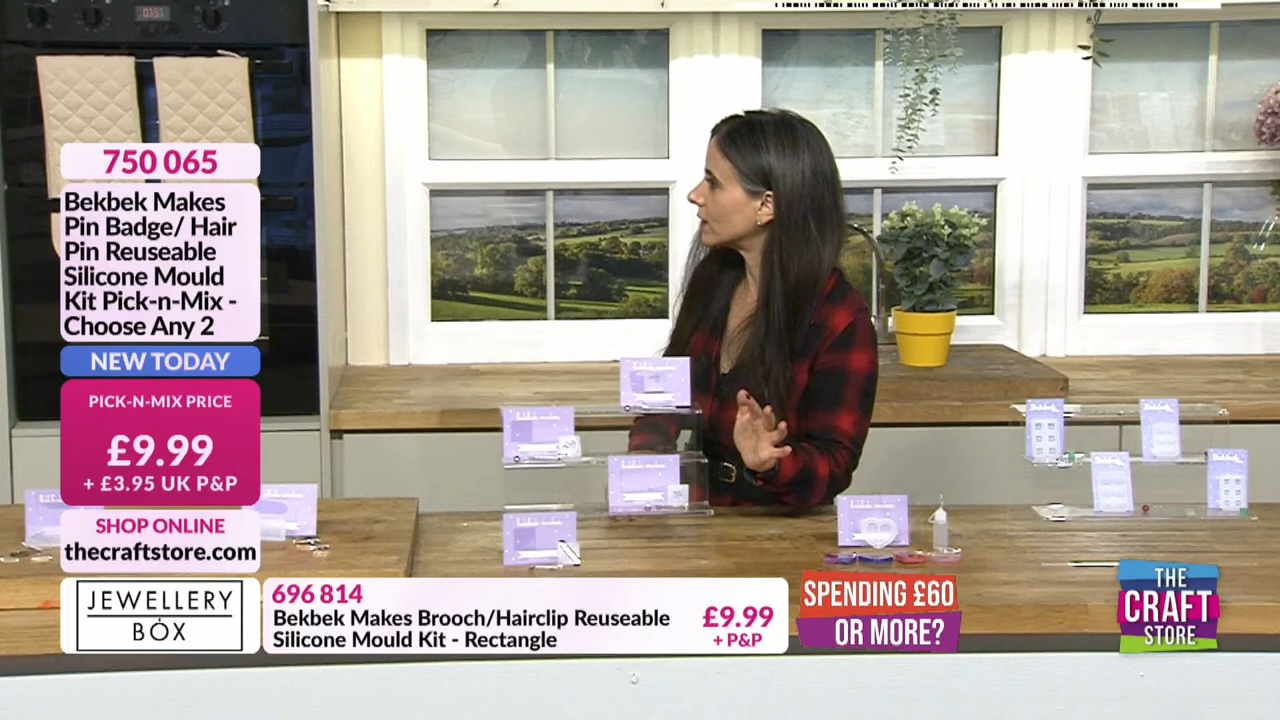 750 065
Bekbek Makes
Pin Badge/ Hair
Pin Reuseable
Silicone Mould
Kit Pick-n-Mix -
Choose Any 2
NEW TODAY
PICK-N-MIX PRICE
£9.99
+ £3.95 UK P&P
SHOP ONLINE
thecraftstore.com
JEWELLERY
BOX
696 814
Bekbek Makes Brooch/Hairclip Reuseable
Silicone Mould Kit - Rectangle
£9.99
+ P&P
SPENDING £60
OR MORE?
THE
CRAFT
STORE